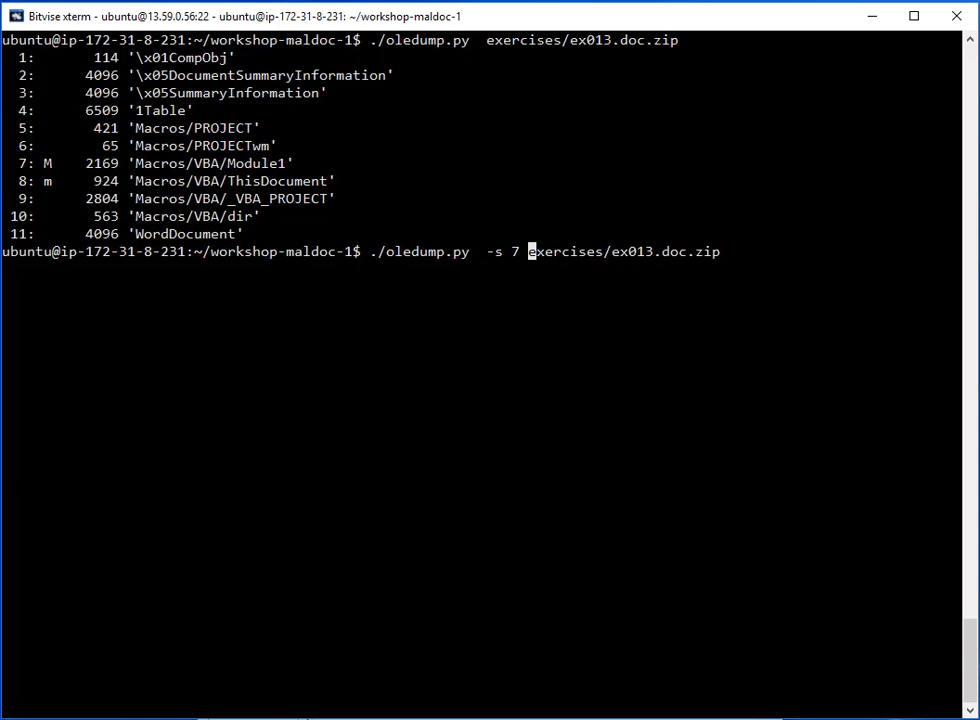 Bitvise xterm - ubuntu@13.59.0.56:22 - ubuntu@ip-172-31-8-231: ~/workshop-maldoc-1
ubuntu@ip-172-31-8-231:~/workshop-maldoc-1$ ./oledump.py  exercises/ex013.doc.zip
  1:       114 '\x01CompObj'
  2:      4096 '\x05DocumentSummaryInformation'
  3:      4096 '\x05SummaryInformation'
  4:      6509 '1Table'
  5:       421 'Macros/PROJECT'
  6:        65 'Macros/PROJECTwm'
  7: M    2169 'Macros/VBA/Module1'
  8: m     924 'Macros/VBA/ThisDocument'
  9:      2804 'Macros/VBA/_VBA_PROJECT'
 10:       563 'Macros/VBA/dir'
 11:      4096 'WordDocument'
ubuntu@ip-172-31-8-231:~/workshop-maldoc-1$ ./oledump.py  -s 7 exercises/ex013.doc.zip